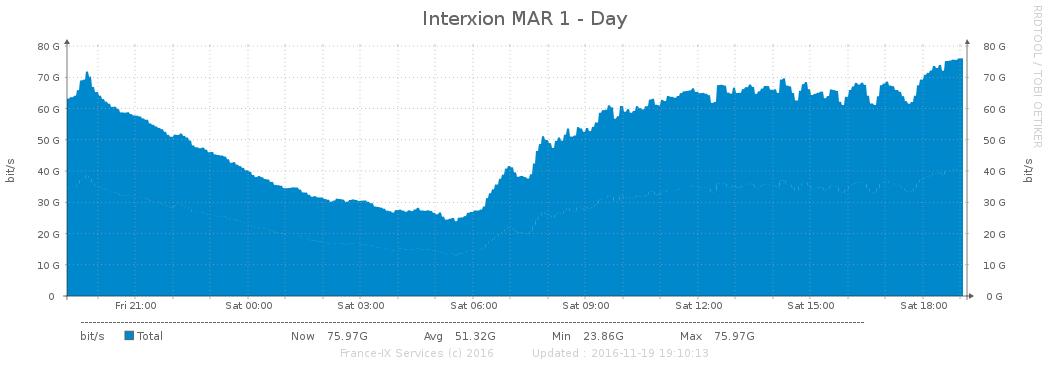 Interxion MAR 1 - Day
RRDTOOL / TOBI OETIKER
80 G 80 G
70 G 70 G
60 G 60 G
50 G 50 G
40 G 40 G
30 G 30 G
20 G 20 G
10 G 10 G
0 0 G
bit/s
bit/s
Fri 21:00 Sat 00:00 Sat 03:00 Sat 06:00 Sat 09:00 Sat 12:00 Sat 15:00 Sat 18:00
bit/s Total Now 75.97G Avg 51.32G Min 23.86G Max 75.97G
France-IX Services (c) 2016 Updated : 2016-11-19 19:10:13